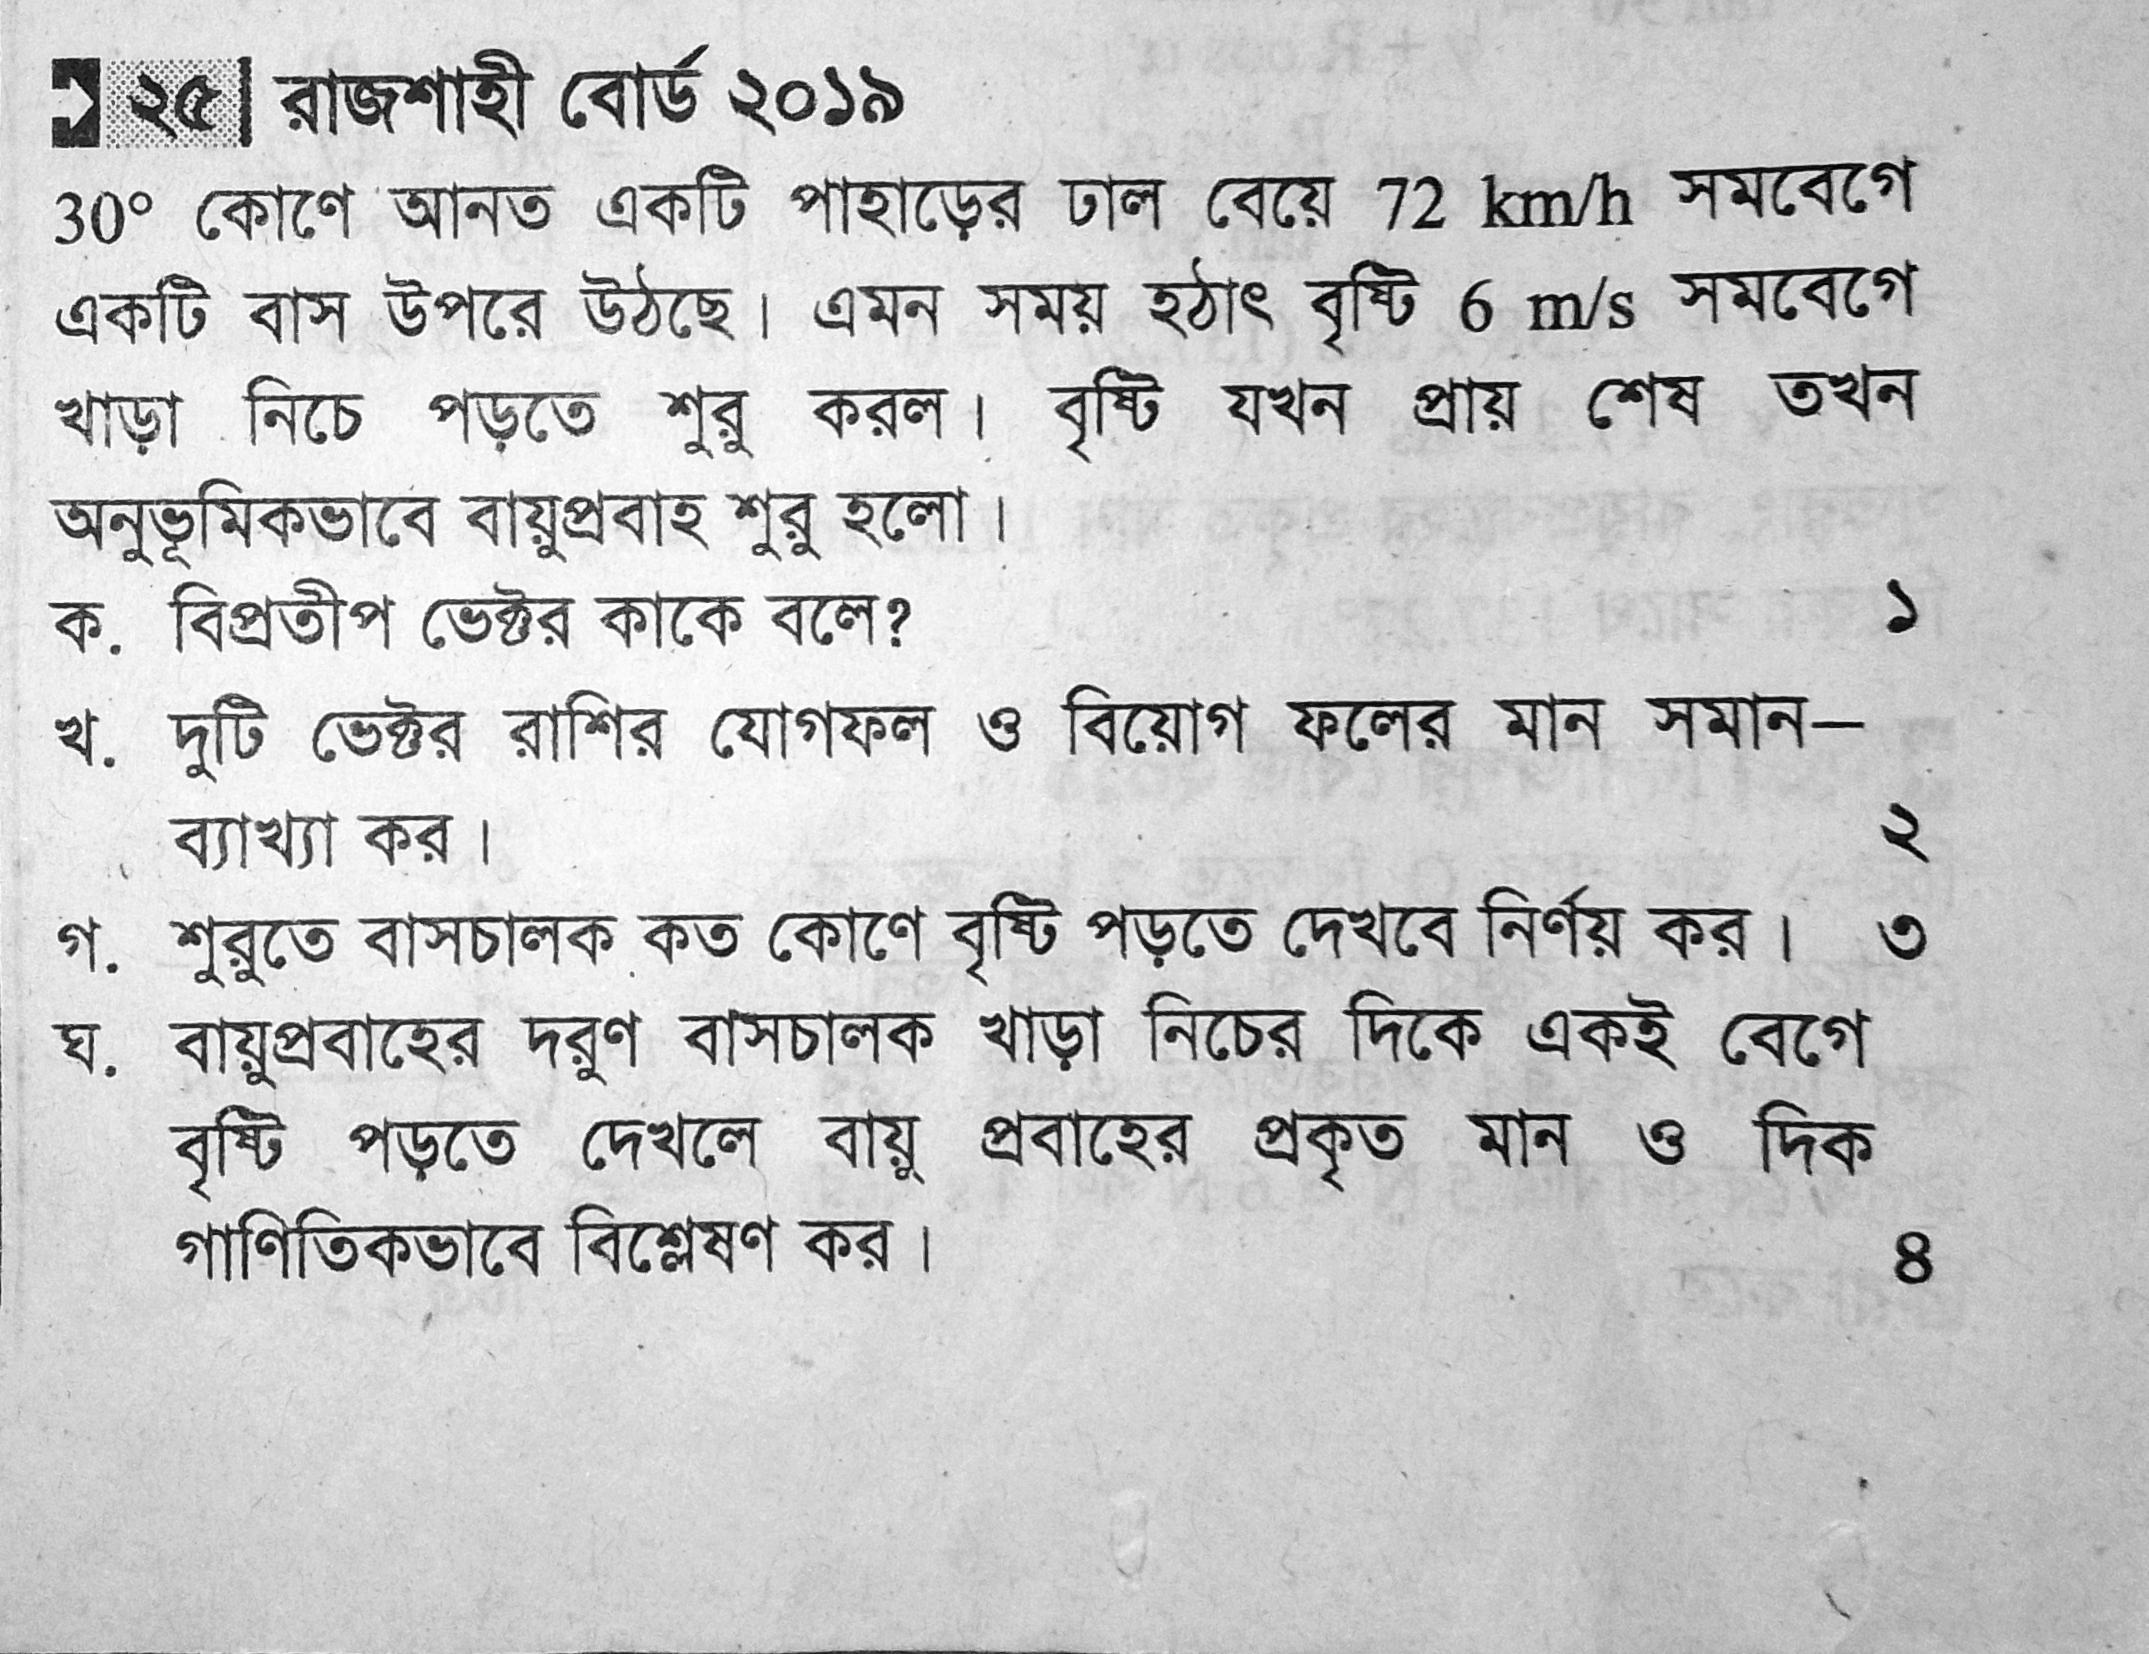 ২৫ রাজশাহী বোর্ড ২০১৯
30° কোণে আনত একটি পাহাড়ের ঢাল বেয়ে 72 km/h সমবেগে
একটি বাস উপরে উঠছে। এমন সময় হঠাৎ বৃষ্টি 6 m/s সমবেগে
খাড়া নিচে পড়তে শুরু করল। বৃষ্টি যখন প্রায় শেষ তখন
অনুভূমিকভাবে বায়ুপ্রবাহ শুরু হলো।
ক. বিপ্রতীপ ভেক্টর কাকে বলে? ১
খ. দুটি ভেক্টর রাশির যোগফল ও বিয়োগ ফলের মান সমান–
ব্যাখ্যা কর। ২
গ. শুরুতে বাসচালক কত কোণে বৃষ্টি পড়তে দেখবে নির্ণয় কর। ৩
ঘ. বায়ুপ্রবাহের দরুণ বাসচালক খাড়া নিচের দিকে একই বেগে
বৃষ্টি পড়তে দেখলে বায়ু প্রবাহের প্রকৃত মান ও দিক
গাণিতিকভাবে বিশ্লেষণ কর। ৪